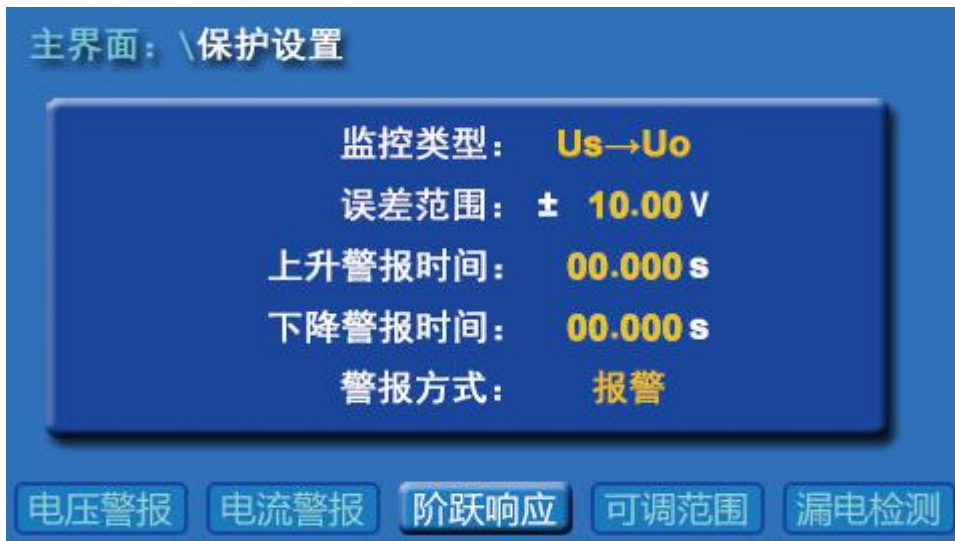 主界面：\保护设置
监控类型： Us→Uo
误差范围： ± 10.00 V
上升警报时间： 00.000 s
下降警报时间： 00.000 s
警报方式： 报警
电压警报 电流警报 阶跃响应 可调范围 漏电检测